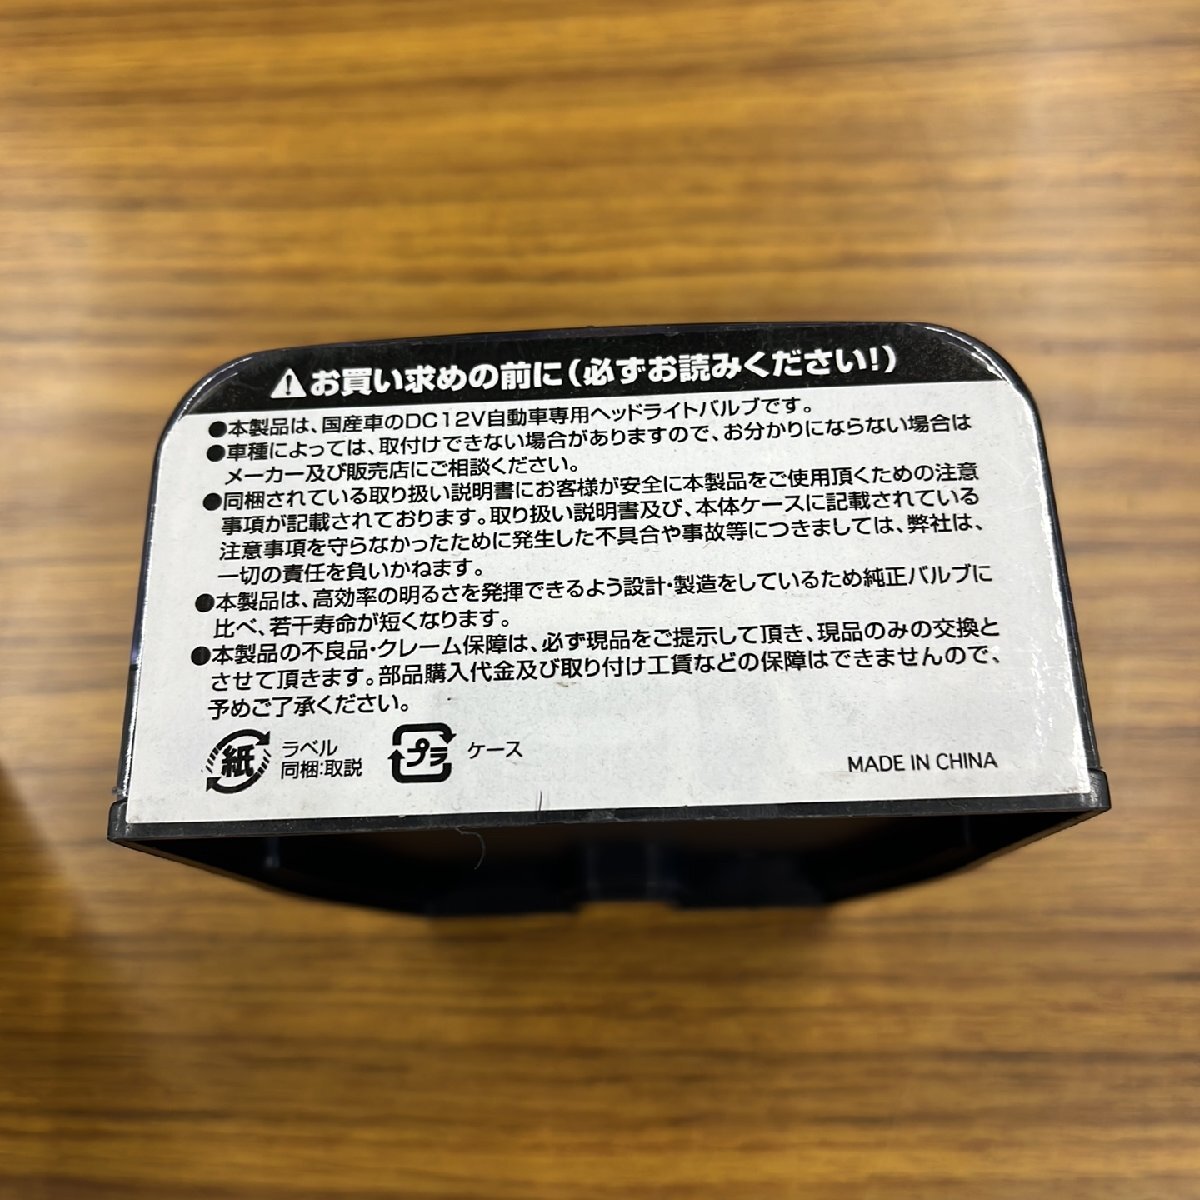 ⚠お買い求めの前に(必ずお読みください!)
●本製品は、国産車のDC12V自動車専用ヘッドライトバルブです。
●車種によっては、取付けできない場合がありますので、お分かりにならない場合は
メーカー及び販売店にご相談ください。
●同梱されている取り扱い説明書にお客様が安全に本製品をご使用頂くための注意
事項が記載されております。取り扱い説明書及び、本体ケースに記載されている
注意事項を守らなかったために発生した不具合や事故等につきましては、弊社は、
一切の責任を負いかねます。
●本製品は、高効率の明るさを発揮できるよう設計・製造をしているため純正バルブに
比べ、若干寿命が短くなります。
●本製品の不良品・クレーム保障は、必ず現品をご提示して頂き、現品のみの交換と
させて頂きます。部品購入代金及び取り付け工賃などの保障はできませんので、
予めご了承ください。
紙 ラベル
同梱:取説
プラ ケース
MADE IN CHINA